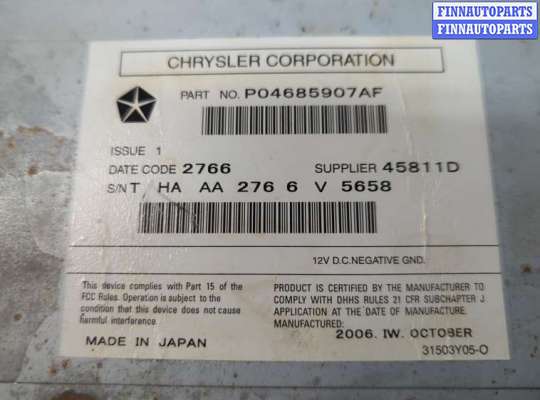 FINNAUTOPARTS
FINNAUTOPARTS
CHRYSLER CORPORATION
PART NO. P04685907AF
ISSUE 1
DATE CODE 2766 SUPPLIER 45811D
S/N T HA AA 276 6 V 5658
12V D.C. NEGATIVE GND.
This device complies with Part 15 of the
FCC Rules. Operation is subject to the
condition that this device does not cause
harmful interference.
MADE IN JAPAN
PRODUCT IS CERTIFIED BY THE MANUFACTURER TO
COMPLY WITH DHHS RULES 21 CFR SUBCHAPTER J
APPLICATION AT THE DATE OF MANUFACTURE.
MANUFACTURED:
2006. IW. OCTOBER
31503Y05-O
FINNAUTOPARTS
FINNAUTOPARTS